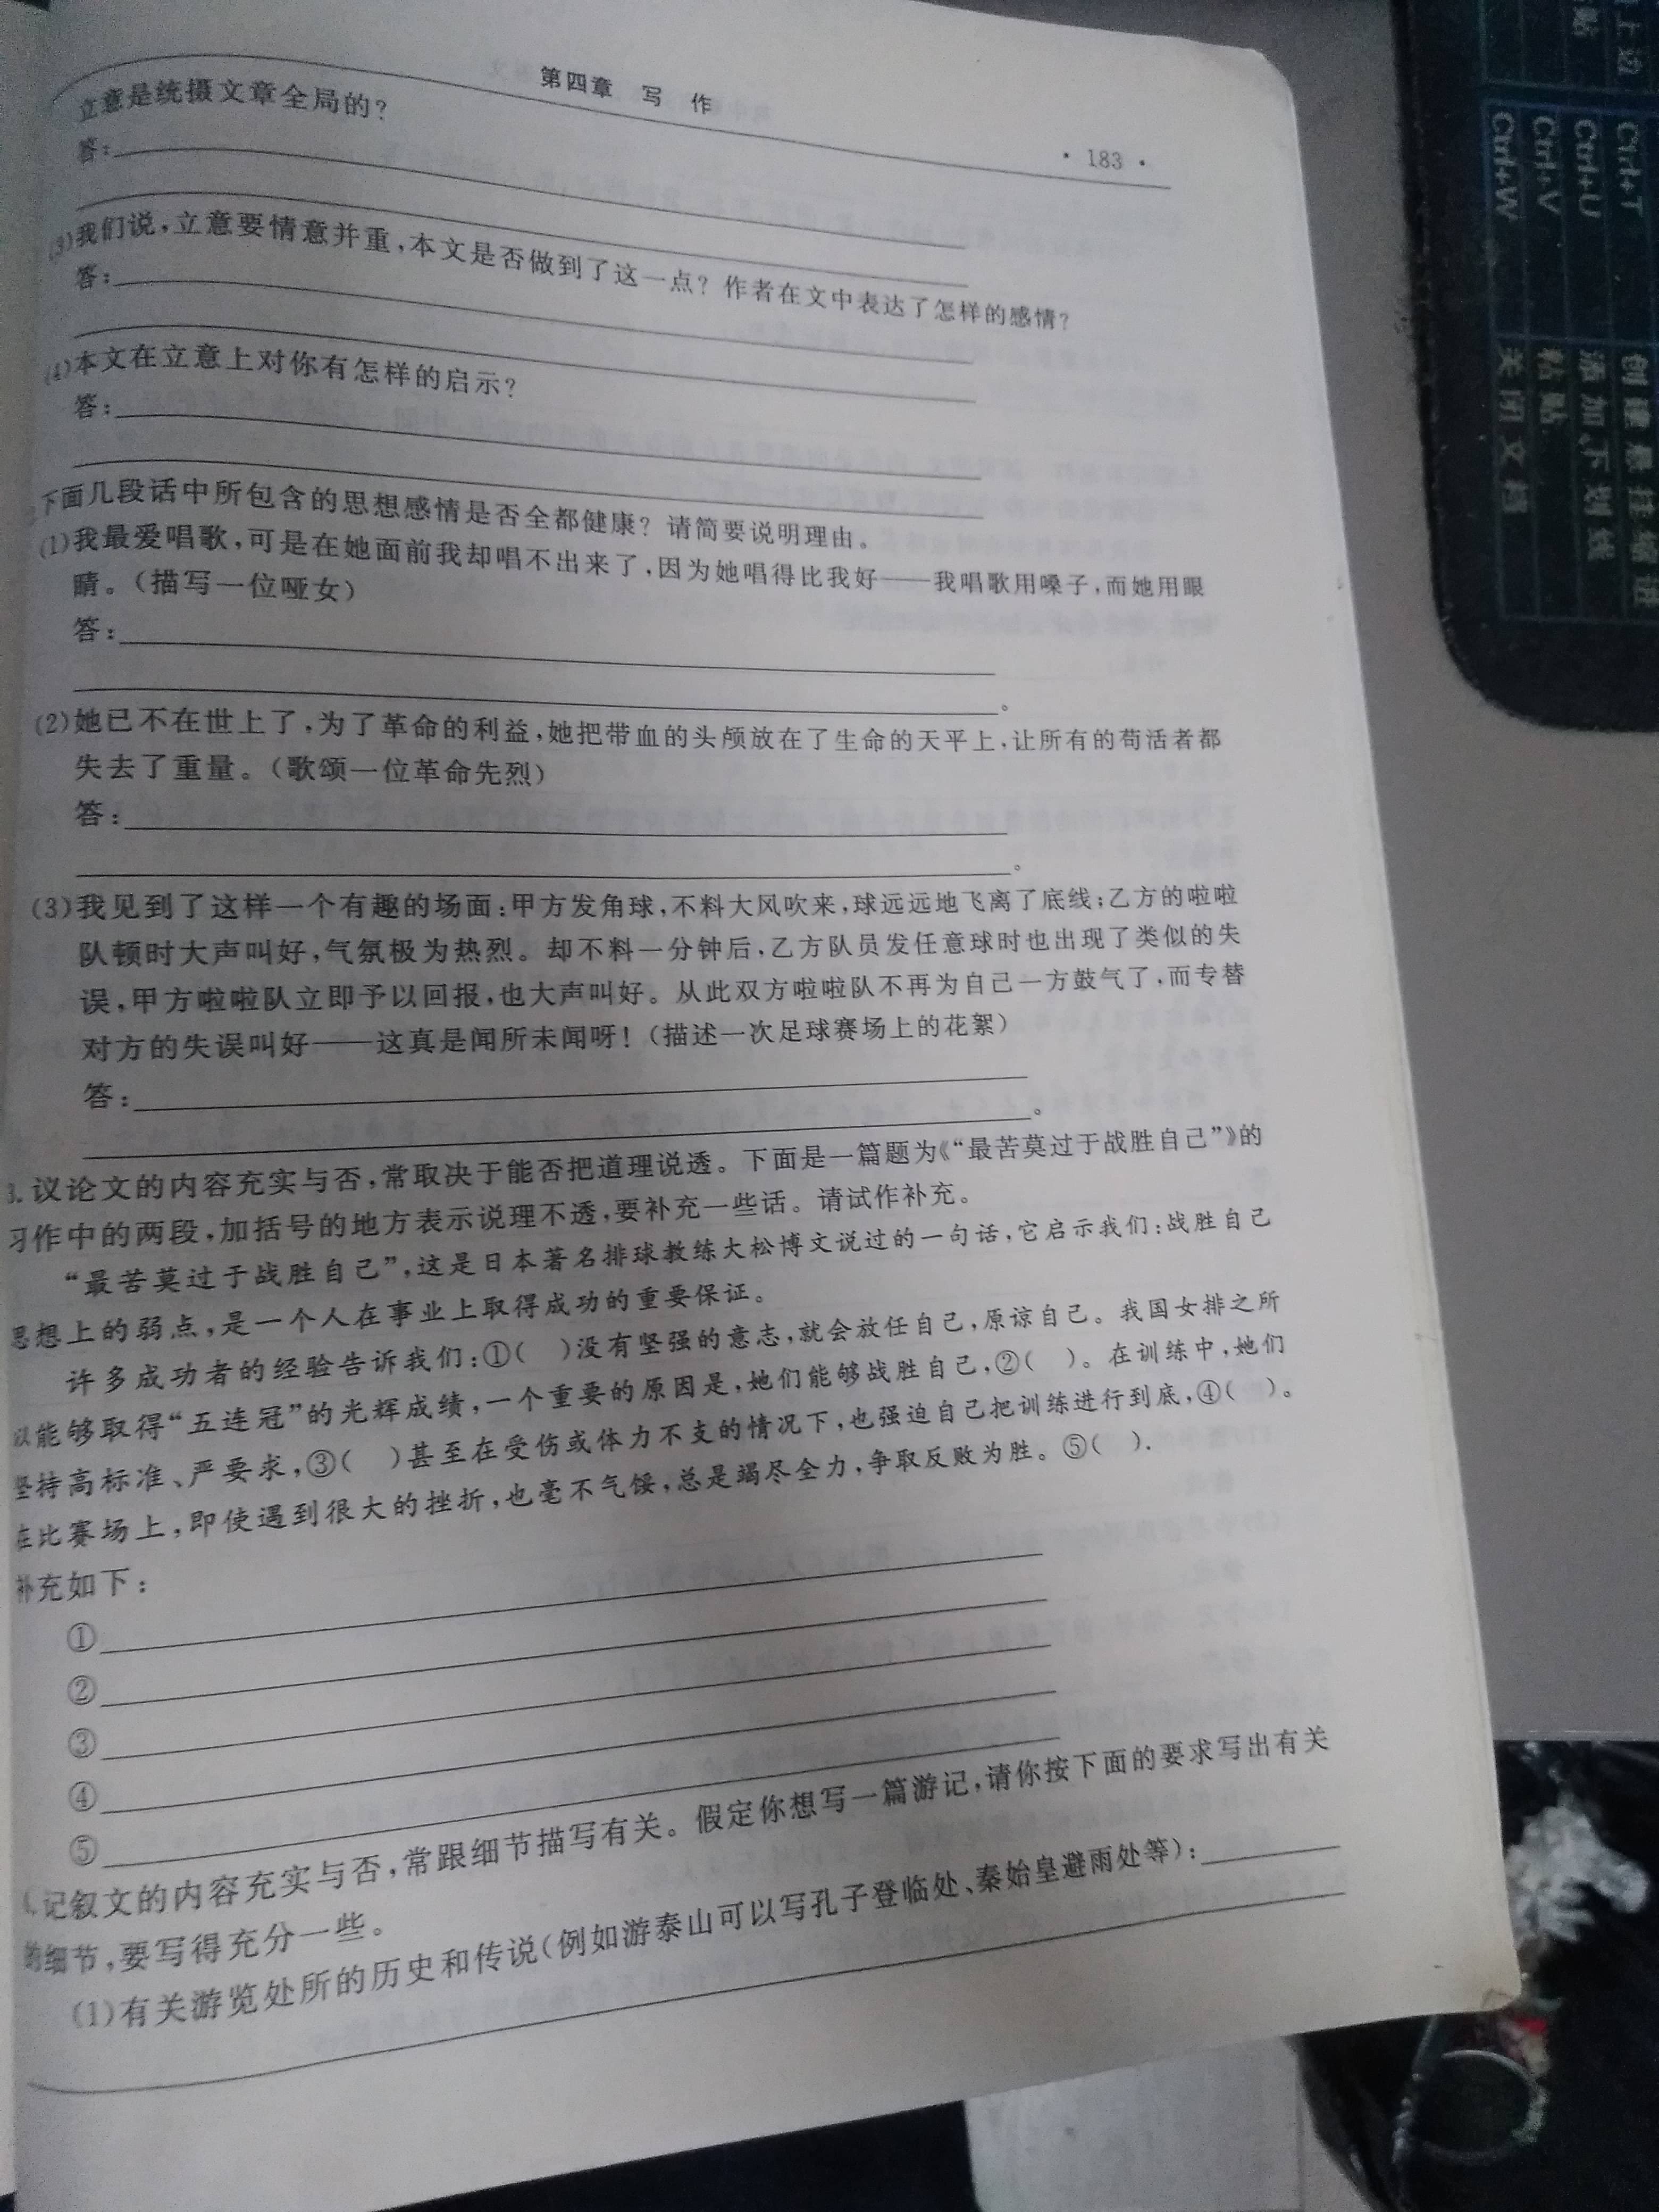 第四章 写 作
· 183 ·
立意是统摄文章全局的?
答:
(3)我们说,立意要情意并重,本文是否做到了这一点?作者在文中表达了怎样的感情?
答:
(4)本文在立意上对你有怎样的启示?
答:
下面几段话中所包含的思想感情是否全都健康?请简要说明理由。
(1)我最爱唱歌,可是在她面前我却唱不出来了,因为她唱得比我好——我唱歌用嗓子,而她用眼
睛。(描写一位哑女)
答:
。
(2)她已不在世上了,为了革命的利益,她把带血的头颅放在了生命的天平上,让所有的苟活者都
失去了重量。(歌颂一位革命先烈)
答:
。
(3)我见到了这样一个有趣的场面:甲方发角球,不料大风吹来,球远远地飞离了底线;乙方的啦啦
队顿时大声叫好,气氛极为热烈。却不料一分钟后,乙方队员发任意球时也出现了类似的失
误,甲方啦啦队立即予以回报,也大声叫好。从此双方啦啦队不再为自己一方鼓气了,而专替
对方的失误叫好——这真是闻所未闻呀!(描述一次足球赛场上的花絮)
答:
。
3.议论文的内容充实与否,常取决于能否把道理说透。下面是一篇题为《“最苦莫过于战胜自己”》的
习作中的两段,加括号的地方表示说理不透,要补充一些话。请试作补充。
“最苦莫过于战胜自己”,这是日本著名排球教练大松博文说过的一句话,它启示我们:战胜自己
思想上的弱点,是一个人在事业上取得成功的重要保证。
许多成功者的经验告诉我们:①( )没有坚强的意志,就会放任自己,原谅自己。我国女排之所
以能够取得“五连冠”的光辉成绩,一个重要的原因是,她们能够战胜自己,②( )。在训练中,她们
坚持高标准、严要求,③( )甚至在受伤或体力不支的情况下,也强迫自己把训练进行到底,④( )。
在比赛场上,即使遇到很大的挫折,也毫不气馁,总是竭尽全力,争取反败为胜。⑤( ).
补充如下:
①
②
③
④
⑤
记叙文的内容充实与否,常跟细节描写有关。假定你想写一篇游记,请你按下面的要求写出有关
的细节,要写得充分一些。
(1)有关游览处所的历史和传说(例如游泰山可以写孔子登临处、秦始皇避雨处等):
Ctrl+T
Ctrl+U 添加下划线
Ctrl+V 粘贴
Ctrl+W 关闭文档